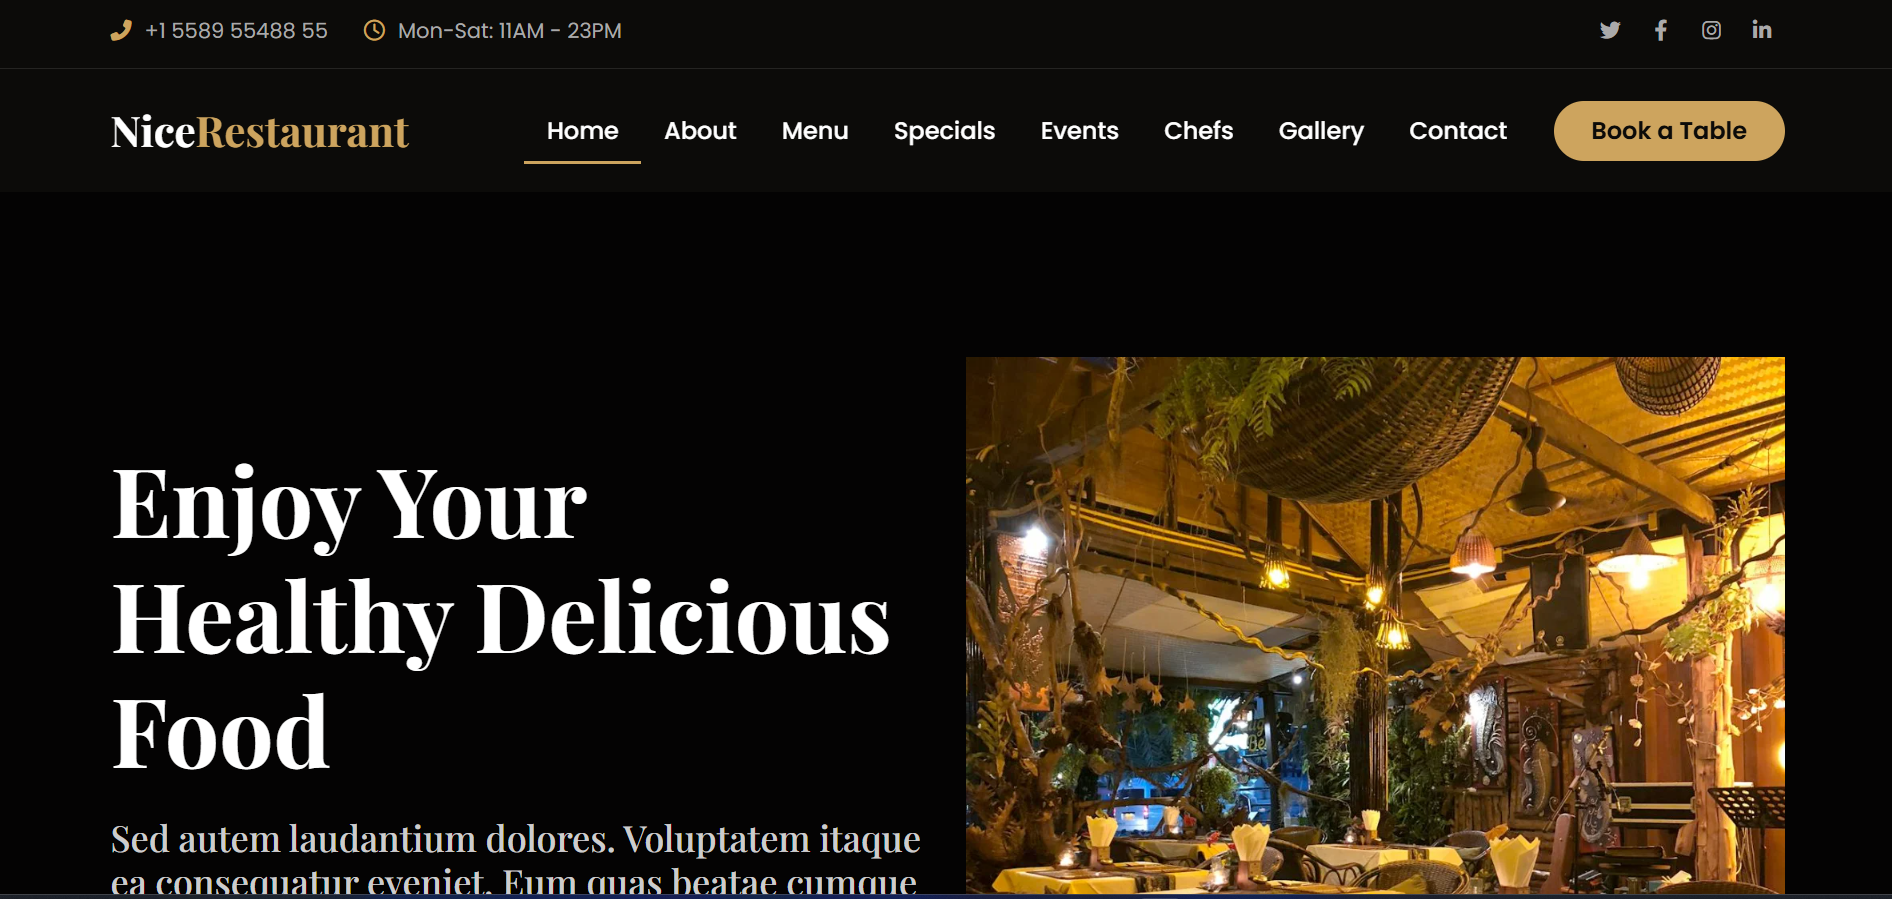 +1 5589 55488 55 Mon-Sat: 11AM - 23PM
NiceRestaurant Home About Menu Specials Events Chefs Gallery Contact Book a Table
Enjoy Your
Healthy Delicious
Food
Sed autem laudantium dolores. Voluptatem itaque
ea consequatur eveniet. Eum quas beatae cumque